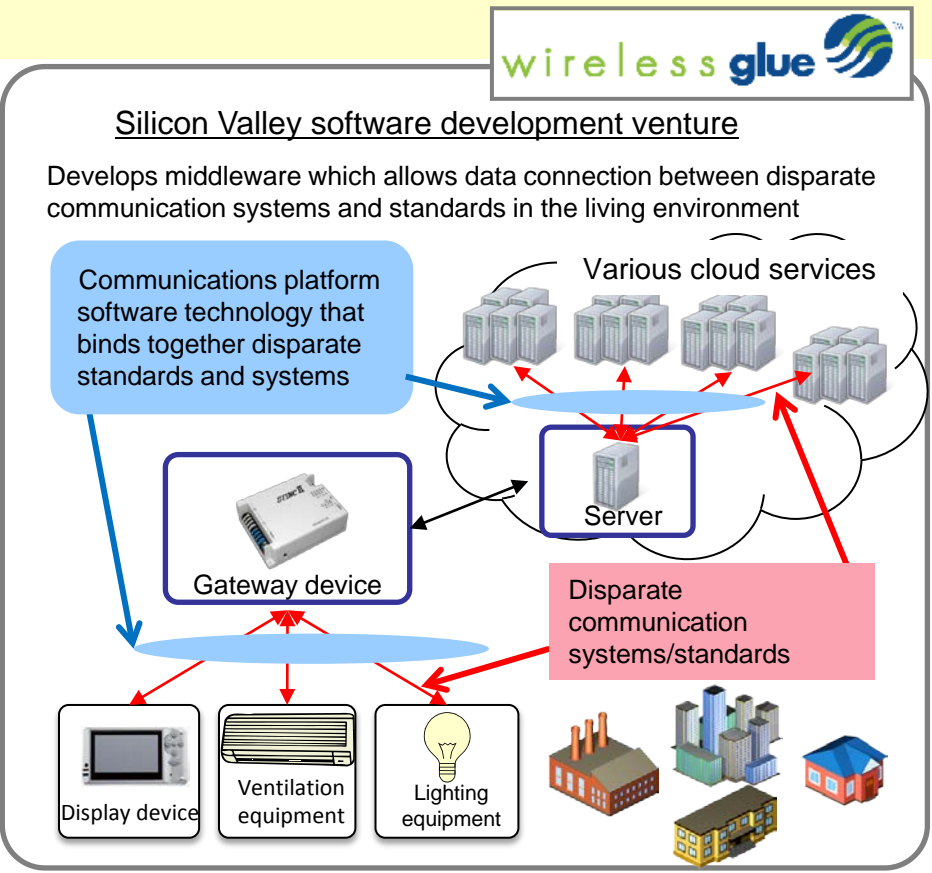 wireless glue
TM
Silicon Valley software development venture
Develops middleware which allows data connection between disparate
communication systems and standards in the living environment
Communications platform
software technology that
binds together disparate
standards and systems
Various cloud services
Server
Gateway device
Disparate
communication
systems/standards
Display device
Ventilation
equipment
Lighting
equipment